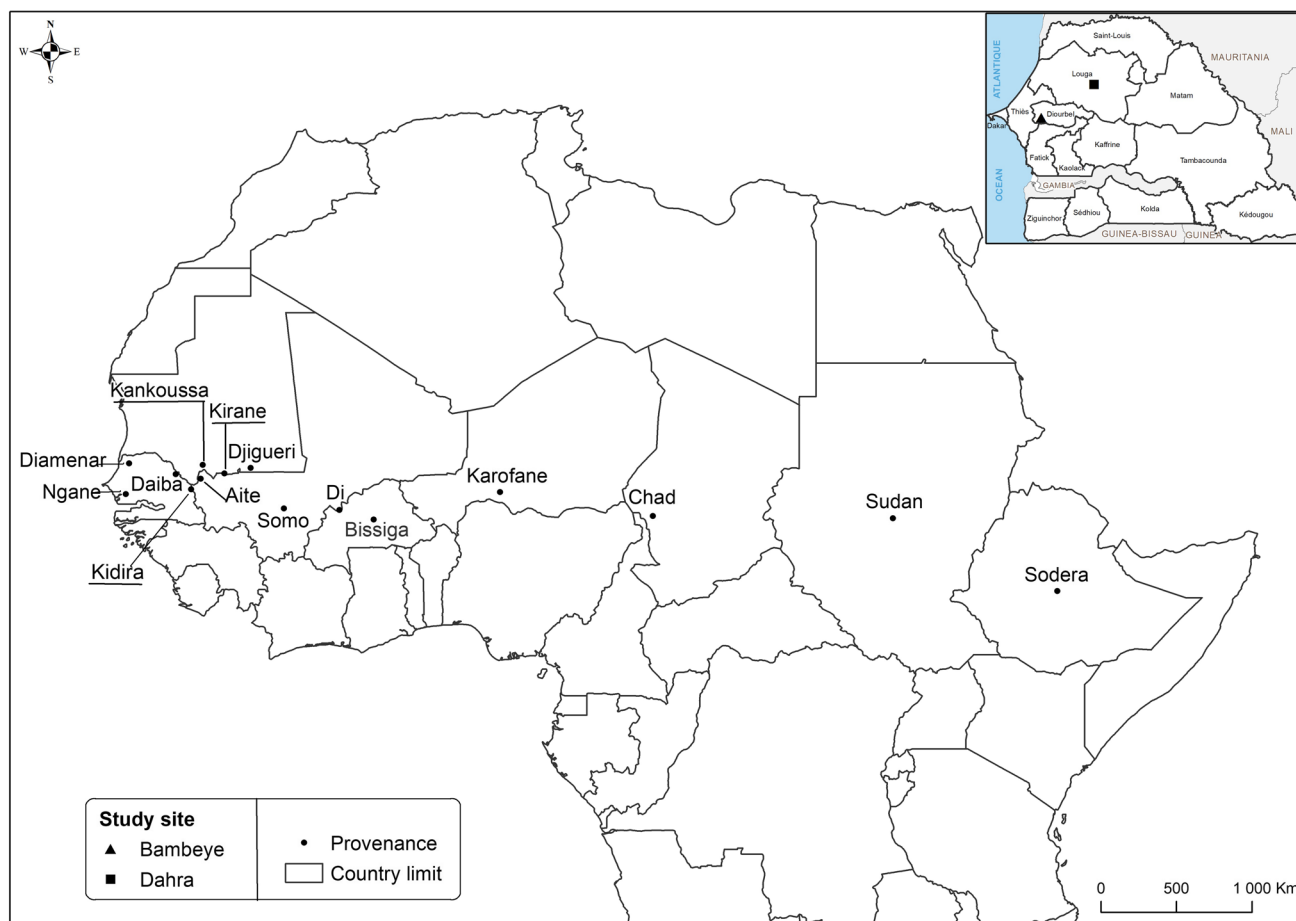 N
W
E
S
Saint-Louis
MAURITANIA
ATLANTIQUE
Louga
Matam
Thiès
Diourbel
Dakar
MALI
Kaffrine
Fatick
Kaolack
Tambacounda
OCEAN
GAMBIA
Ziguinchor
Sédhiou
Kolda
Kédougou
GUINEA-BISSAU
GUINEA
Kankoussa
Kirane
Djigueri
Diamenar
Daiba
Ngane
Aite
Di
Karofane
Chad
Sudan
Somo
Bissiga
Kidira
Sodera
Study site
Bambeye
Dahra
Provenance
Country limit
0 500 1 000 Km